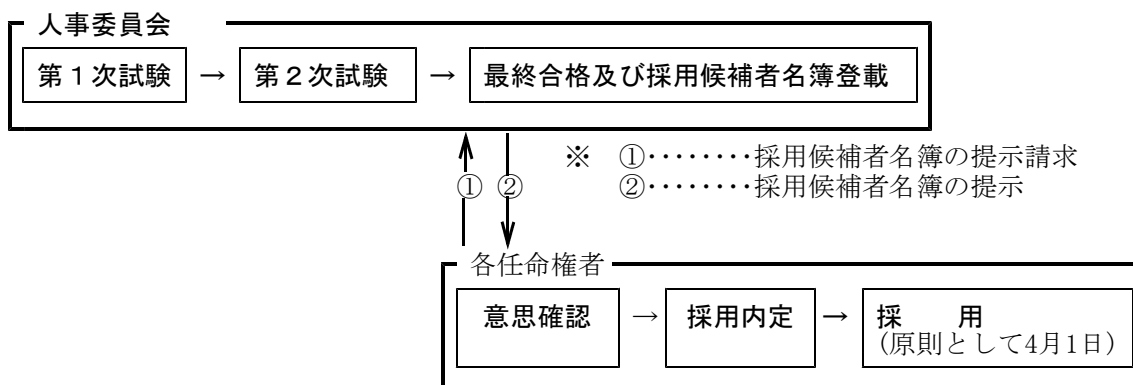 人事委員会
第1次試験 → 第2次試験 → 最終合格及び採用候補者名簿登載
① ② ※ ①‥‥‥‥採用候補者名簿の提示請求
②‥‥‥‥採用候補者名簿の提示
各任命権者
意思確認 → 採用内定 → 採 用
(原則として4月1日)